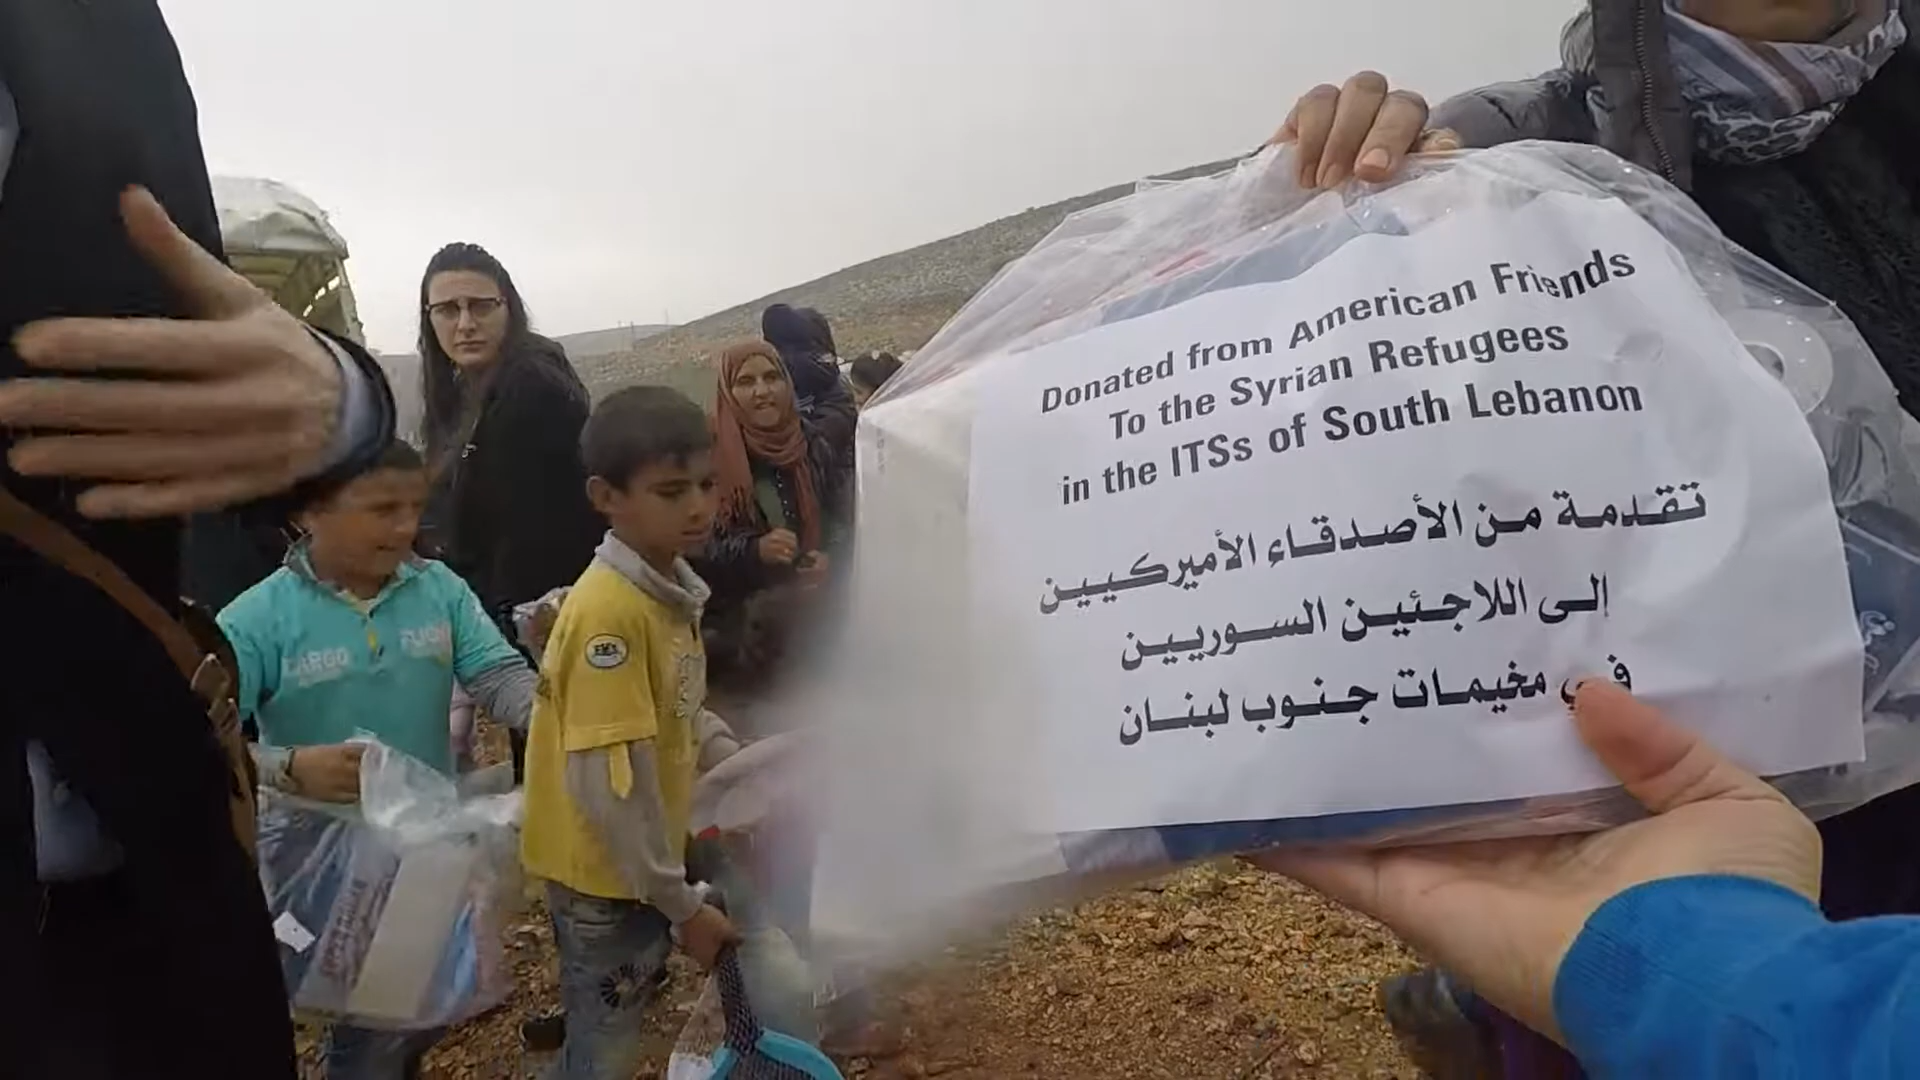 Donated from American Friends
To the Syrian Refugees
in the ITSs of South Lebanon
تقدمة من الأصدقاء الأميركيين
إلى اللاجئين السوريين
في مخيمات جنوب لبنان
CARGO